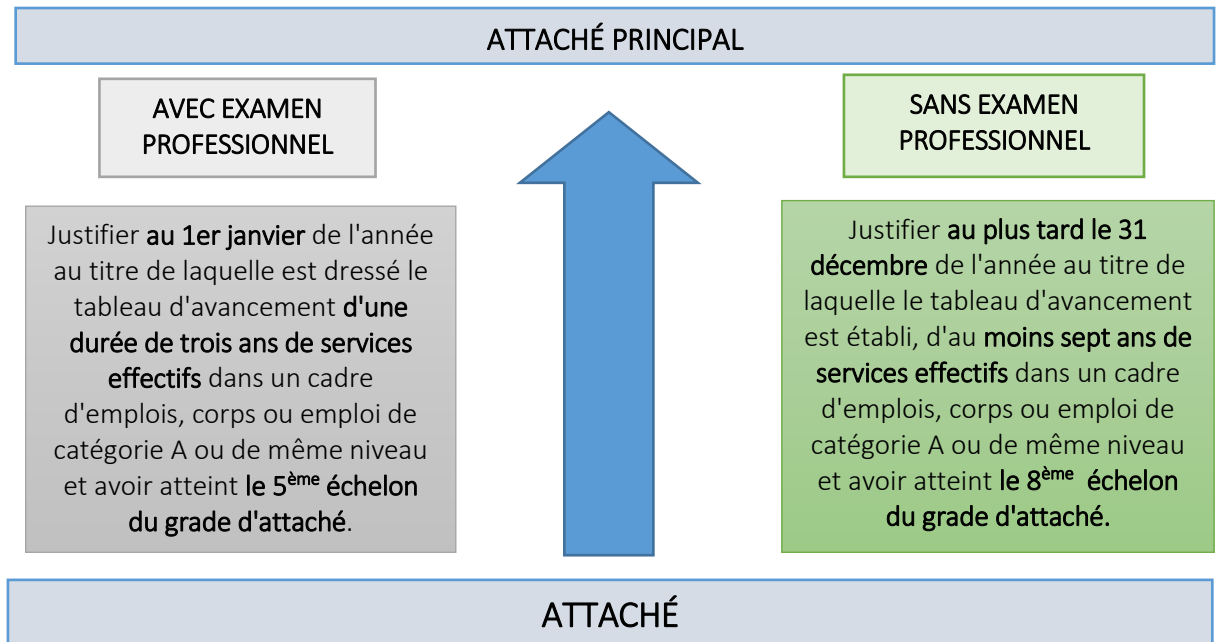 ATTACHÉ PRINCIPAL
AVEC EXAMEN
PROFESSIONNEL
Justifier au 1er janvier de l'année
au titre de laquelle est dressé le
tableau d'avancement d'une
durée de trois ans de services
effectifs dans un cadre
d'emplois, corps ou emploi de
catégorie A ou de même niveau
et avoir atteint le 5ème échelon
du grade d'attaché.
SANS EXAMEN
PROFESSIONNEL
Justifier au plus tard le 31
décembre de l'année au titre de
laquelle le tableau d'avancement
est établi, d'au moins sept ans de
services effectifs dans un cadre
d'emplois, corps ou emploi de
catégorie A ou de même niveau
et avoir atteint le 8ème échelon
du grade d'attaché.
ATTACHÉ